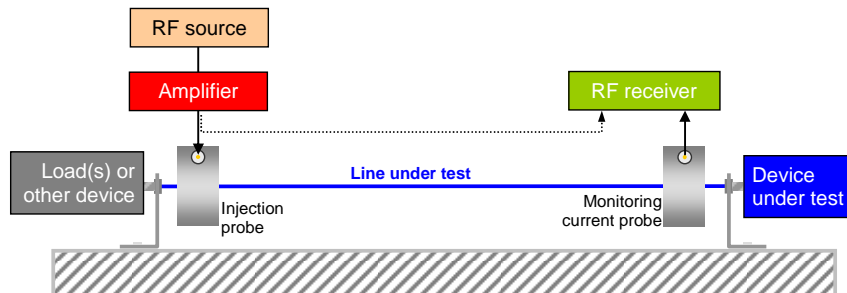 RF source
Amplifier
RF receiver
Load(s) or
other device
Line under test
Device
under test
Injection
probe
Monitoring
current probe